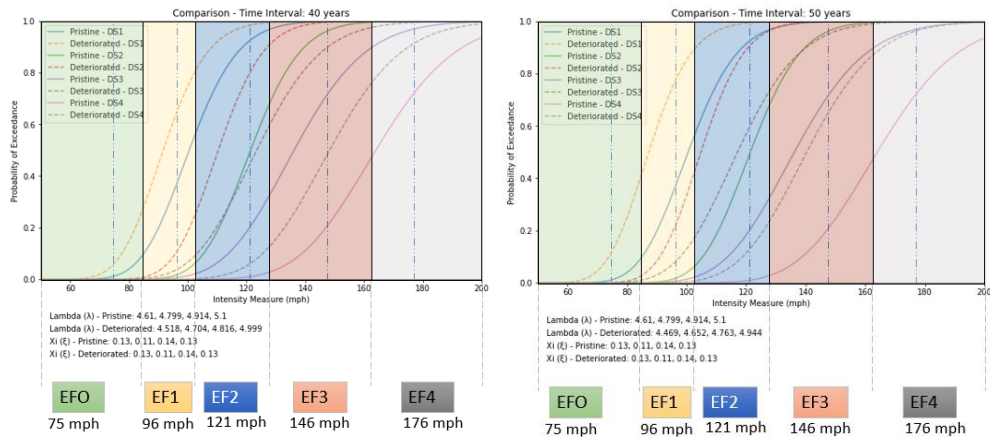 Comparison - Time Interval: 40 years
1.0
0.8
0.6
0.4
0.2
0.0
Probability of Exceedance
Pristine - DS1
Deteriorated - DS1
Pristine - DS2
Deteriorated - DS2
Pristine - DS3
Deteriorated - DS3
Pristine - DS4
Deteriorated - DS4
60 80 100 120 140 160 180 200
Intensity Measure (mph)
Lambda (λ) - Pristine: 4.61, 4.799, 4.914, 5.1
Lambda (λ) - Deteriorated: 4.518, 4.704, 4.816, 4.999
Xi (ξ) - Pristine: 0.13, 0.11, 0.14, 0.13
Xi (ξ) - Deteriorated: 0.13, 0.11, 0.14, 0.13
EFO EF1 EF2 EF3 EF4
75 mph 96 mph 121 mph 146 mph 176 mph
Comparison - Time Interval: 50 years
1.0
0.8
0.6
0.4
0.2
0.0
Probability of Exceedance
Pristine - DS1
Deteriorated - DS1
Pristine - DS2
Deteriorated - DS2
Pristine - DS3
Deteriorated - DS3
Pristine - DS4
Deteriorated - DS4
60 80 100 120 140 160 180 200
Intensity Measure (mph)
Lambda (λ) - Pristine: 4.61, 4.799, 4.914, 5.1
Lambda (λ) - Deteriorated: 4.469, 4.652, 4.763, 4.944
Xi (ξ) - Pristine: 0.13, 0.11, 0.14, 0.13
Xi (ξ) - Deteriorated: 0.13, 0.11, 0.14, 0.13
EFO EF1 EF2 EF3 EF4
75 mph 96 mph 121 mph 146 mph 176 mph